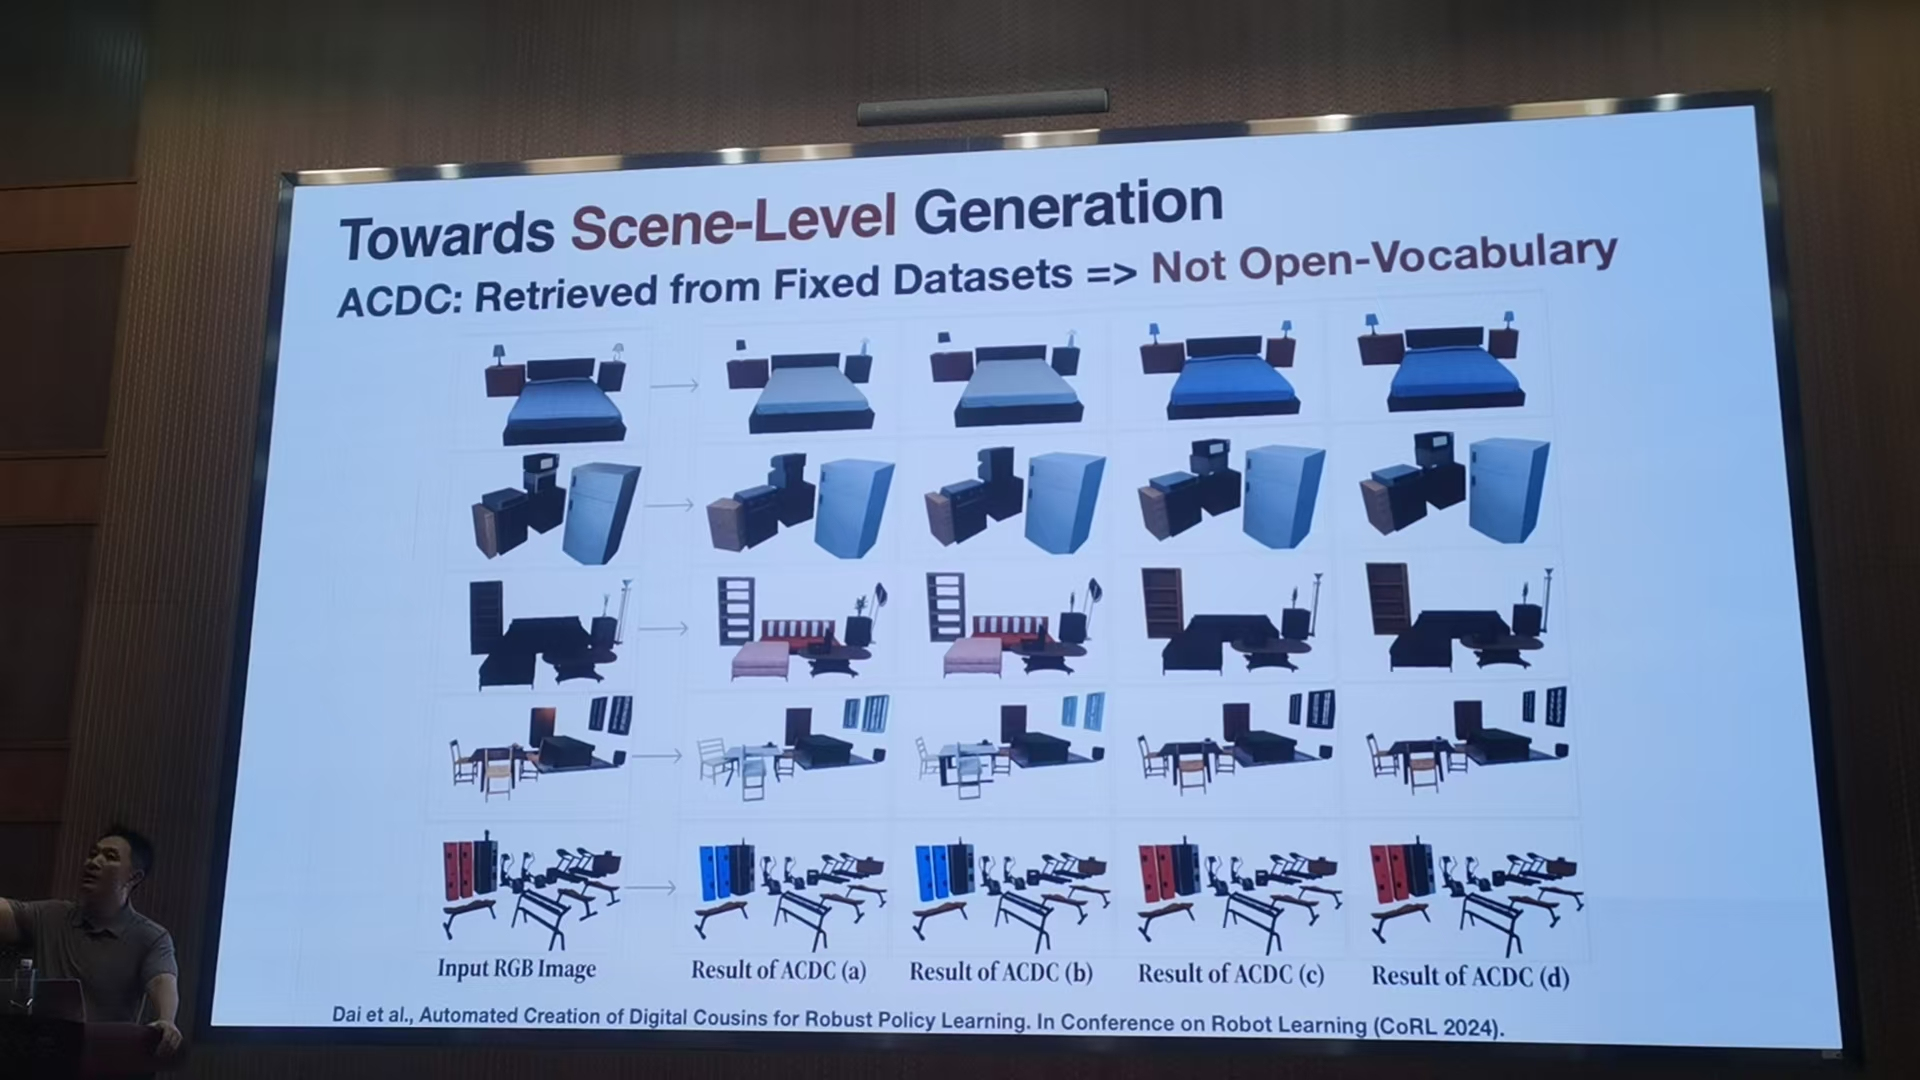 Towards Scene-Level Generation
ACDC: Retrieved from Fixed Datasets => Not Open-Vocabulary
Input RGB Image
Result of ACDC (a)
Result of ACDC (b)
Result of ACDC (c)
Result of ACDC (d)
Dai et al., Automated Creation of Digital Cousins for Robust Policy Learning. In Conference on Robot Learning (CoRL 2024).